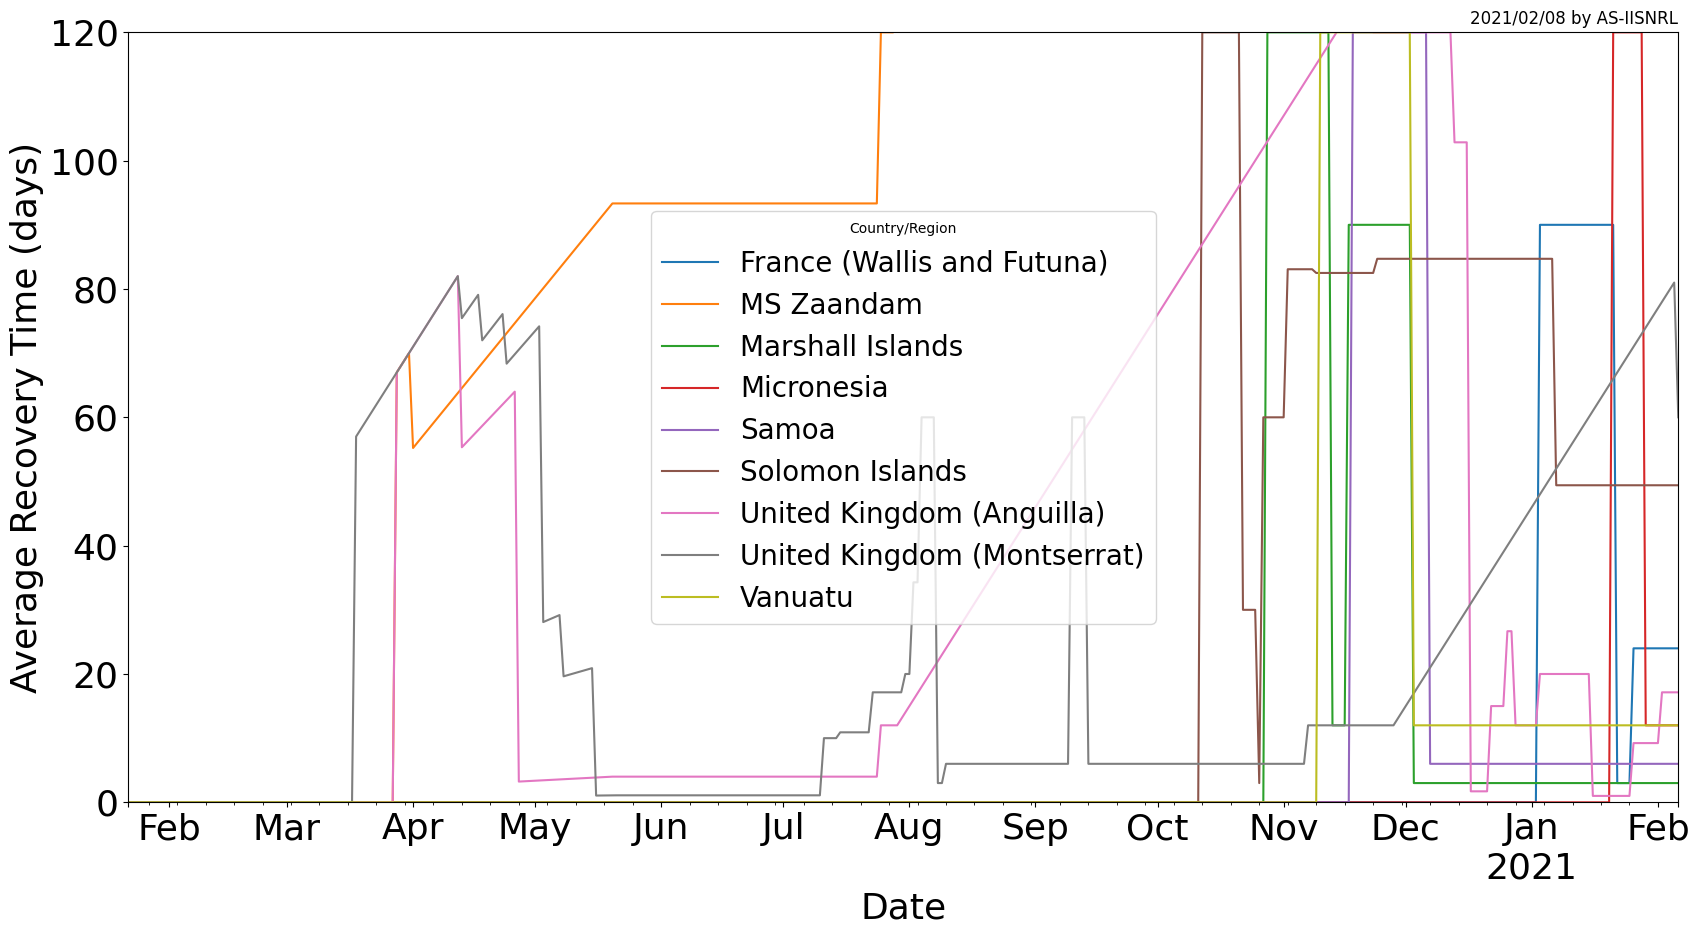 2021/02/08 by AS-IISNRL
Average Recovery Time (days)
120
100
80
60
40
20
0
Country/Region
France (Wallis and Futuna)
MS Zaandam
Marshall Islands
Micronesia
Samoa
Solomon Islands
United Kingdom (Anguilla)
United Kingdom (Montserrat)
Vanuatu
Feb Mar Apr May Jun Jul Aug Sep Oct Nov Dec Jan Feb
2021
Date